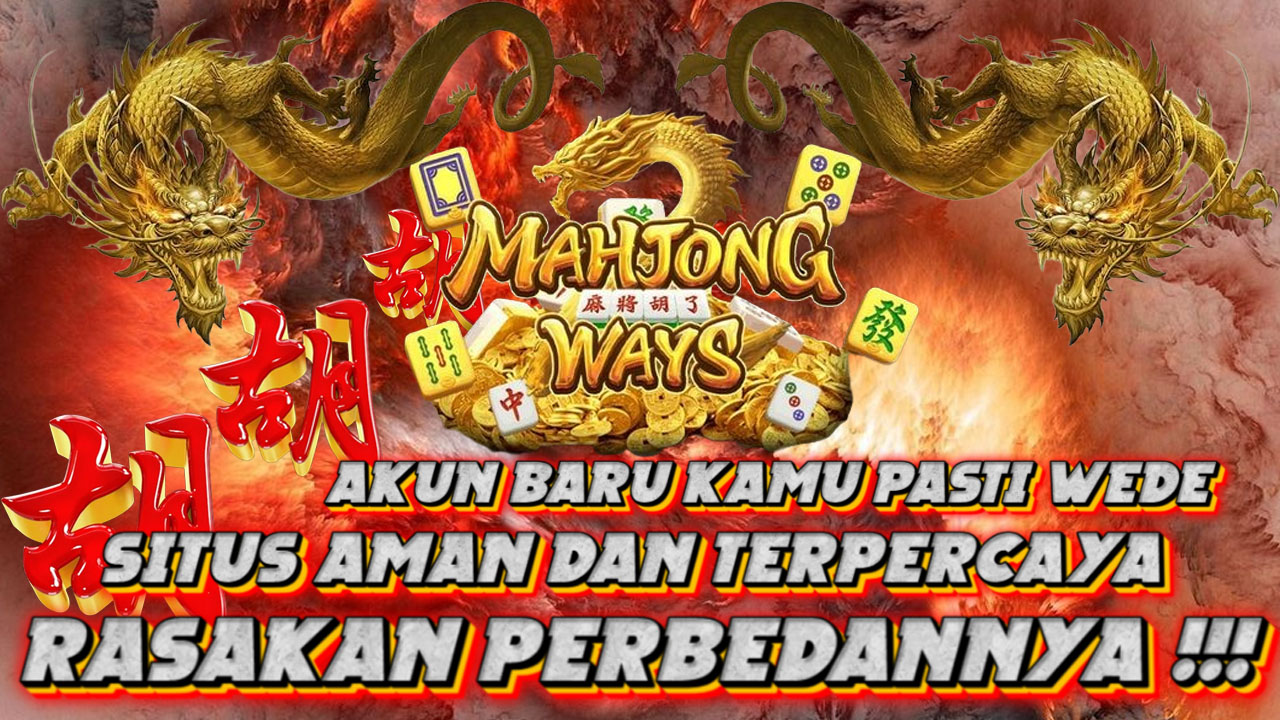 MAHJONG
麻將胡了
WAYS
發
中
胡
胡
胡
AKUN BARU KAMU PASTI WEDE
SITUS AMAN DAN TERPERCAYA
RASAKAN PERBEDANNYA !!!